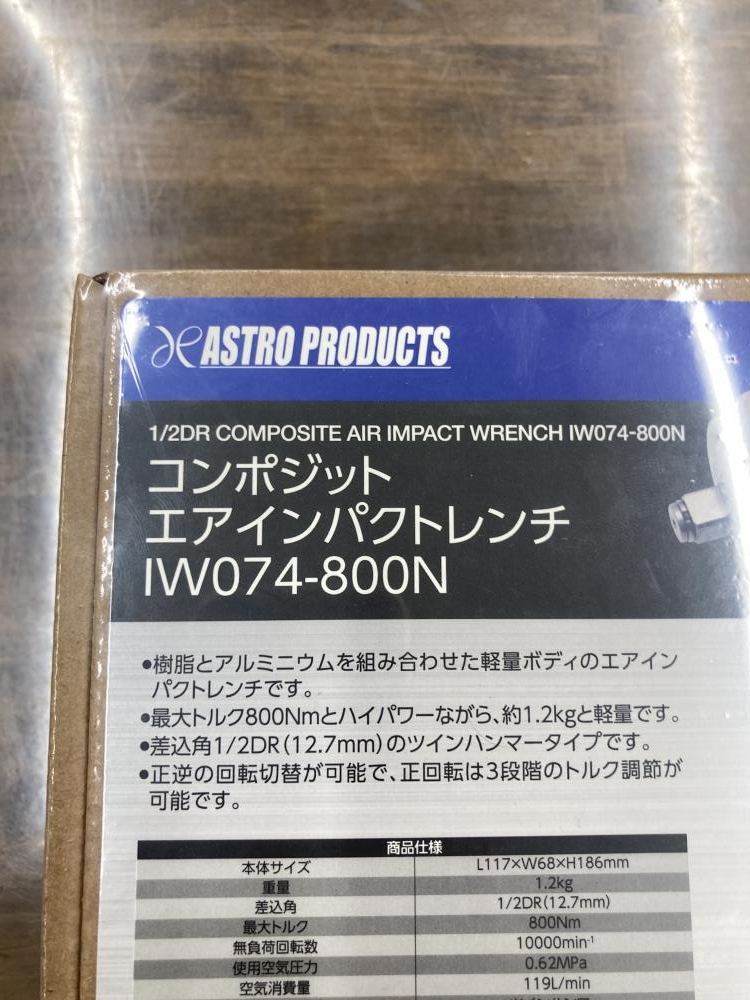 ASTRO PRODUCTS
1/2DR COMPOSITE AIR IMPACT WRENCH IW074-800N
コンポジット
エアインパクトレンチ
IW074-800N
●樹脂とアルミニウムを組み合わせた軽量ボディのエアイン
パクトレンチです。
●最大トルク800Nmとハイパワーながら、約1.2kgと軽量です。
●差込角1/2DR(12.7mm)のツインハンマータイプです。
●正逆の回転切替が可能で、正回転は3段階のトルク調節が
可能です。
商品仕様
本体サイズ L117×W68×H186mm
重量 1.2kg
差込角 1/2DR(12.7mm)
最大トルク 800Nm
無負荷回転数 10000min⁻¹
使用空気圧力 0.62MPa
空気消費量 119L/min